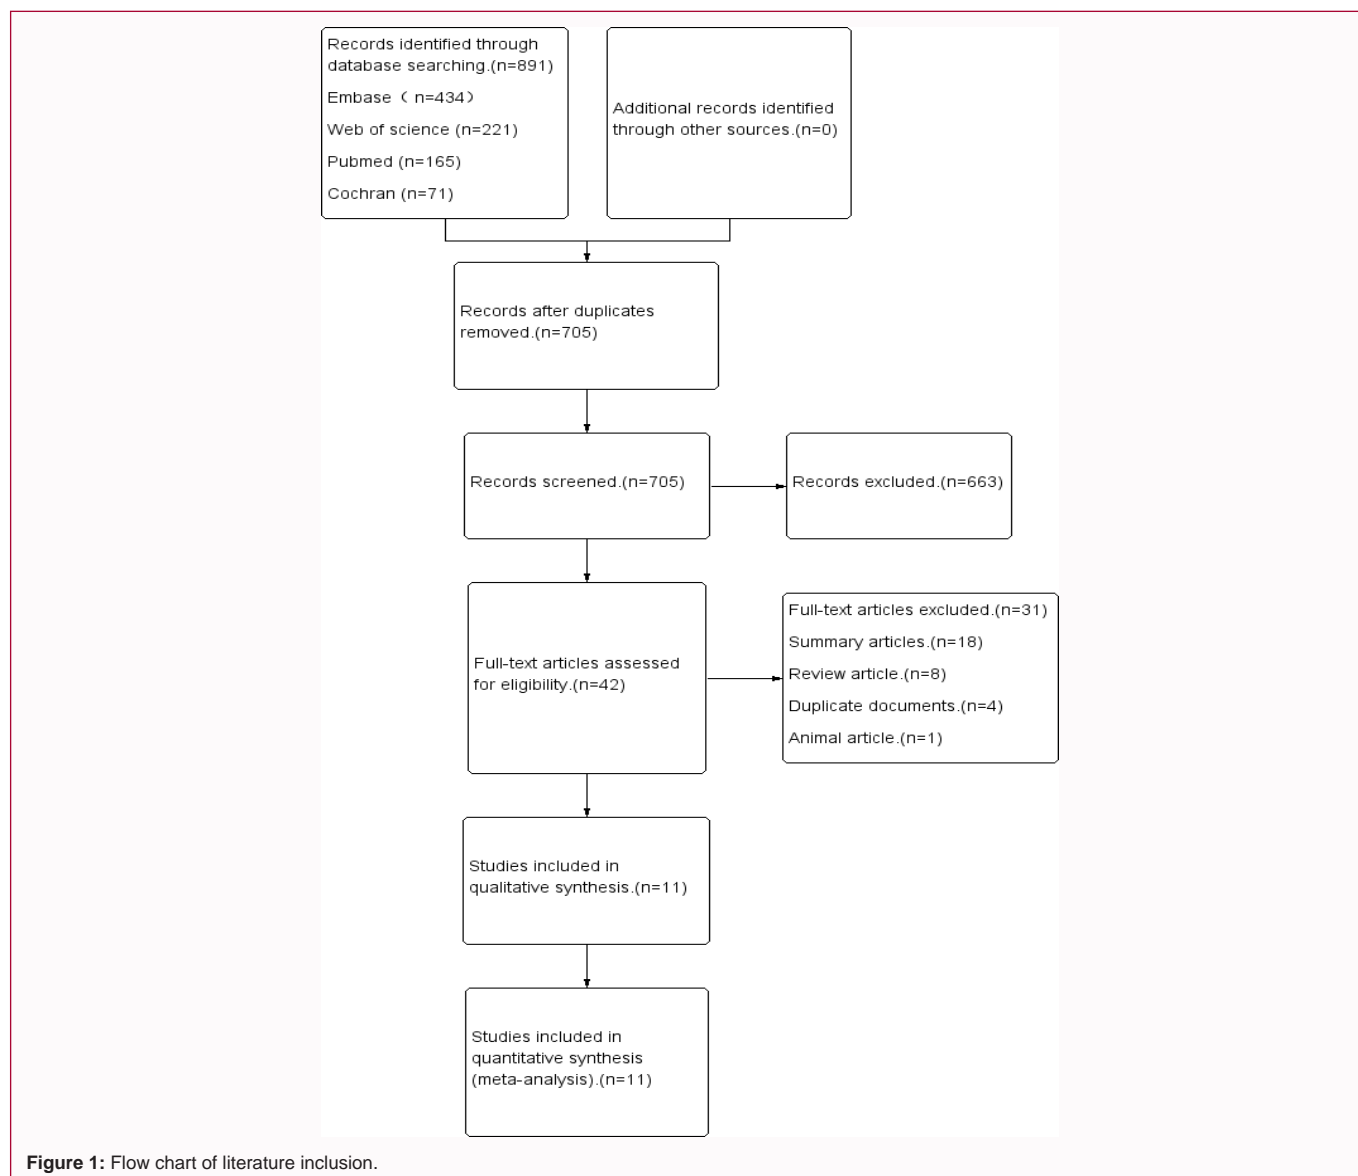 Records identified through
database searching.(n=891)
Embase（ n=434）
Web of science (n=221)
Pubmed (n=165)
Cochran (n=71)
Additional records identified
through other sources.(n=0)
Records after duplicates
removed.(n=705)
Records screened.(n=705)
Records excluded.(n=663)
Full-text articles assessed
for eligibility.(n=42)
Full-text articles excluded.(n=31)
Summary articles.(n=18)
Review article.(n=8)
Duplicate documents.(n=4)
Animal article.(n=1)
Studies included in
qualitative synthesis.(n=11)
Studies included in
quantitative synthesis
(meta-analysis).(n=11)
Figure 1: Flow chart of literature inclusion.